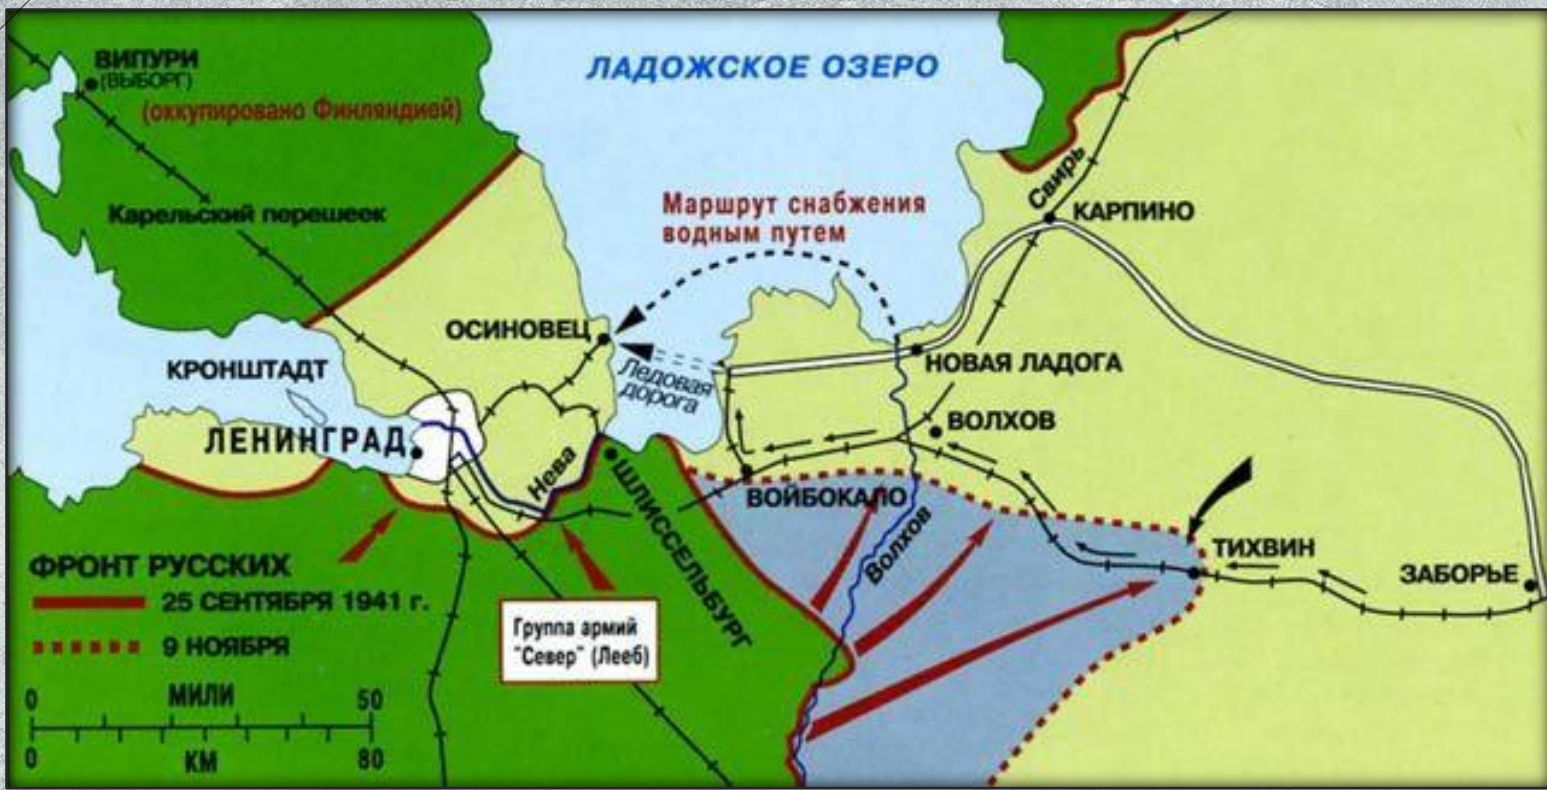 ВИПУРИ
(ВЫБОРГ)
(оккупировано Финляндией)
ЛАДОЖСКОЕ ОЗЕРО
Карельский перешеек
Маршрут снабжения
водным путем
Свирь
КАРПИНО
ОСИНОВЕЦ
КРОНШТАДТ
Ледовая
дорога
НОВАЯ ЛАДОГА
ЛЕНИНГРАД
ВОЛХОВ
Нева
ШЛИССЕЛЬБУРГ
ВОЙБОКАЛО
Волхов
ТИХВИН
ЗАБОРЬЕ
ФРОНТ РУССКИХ
25 СЕНТЯБРЯ 1941 г.
9 НОЯБРЯ
Группа армий
"Север" (Лееб)
0 МИЛИ 50
0 КМ 80